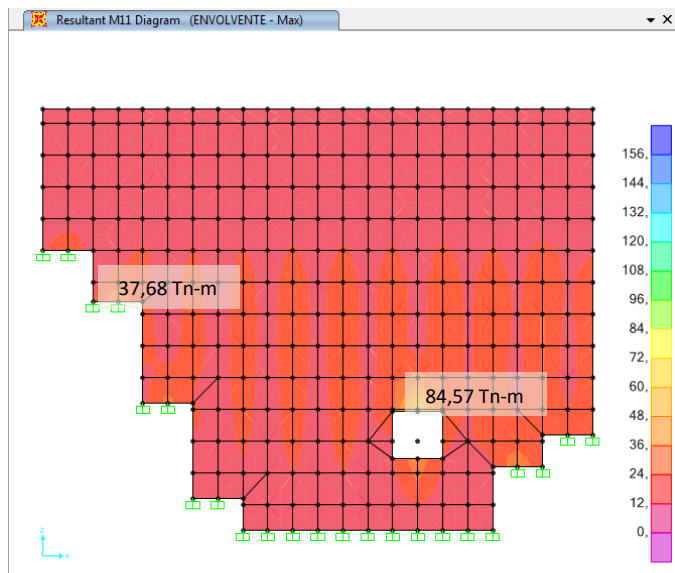 Resultant M11 Diagram (ENVOLVENTE - Max)
156,
144,
132,
120,
108,
96,
84,
72,
60,
48,
36,
24,
12,
0,
37,68 Tn-m
84,57 Tn-m
Z
X